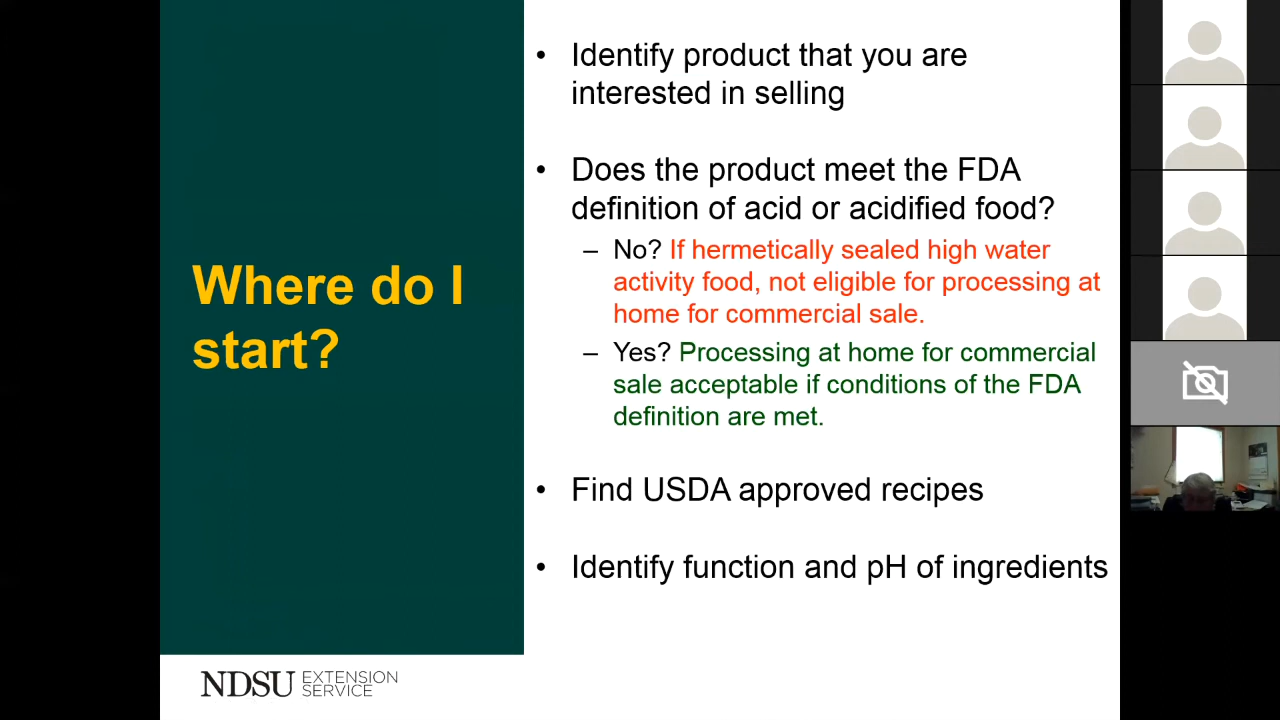 Where do I
start?
• Identify product that you are
interested in selling
• Does the product meet the FDA
definition of acid or acidified food?
– No? If hermetically sealed high water
activity food, not eligible for processing at
home for commercial sale.
– Yes? Processing at home for commercial
sale acceptable if conditions of the FDA
definition are met.
• Find USDA approved recipes
• Identify function and pH of ingredients
NDSU EXTENSION
SERVICE